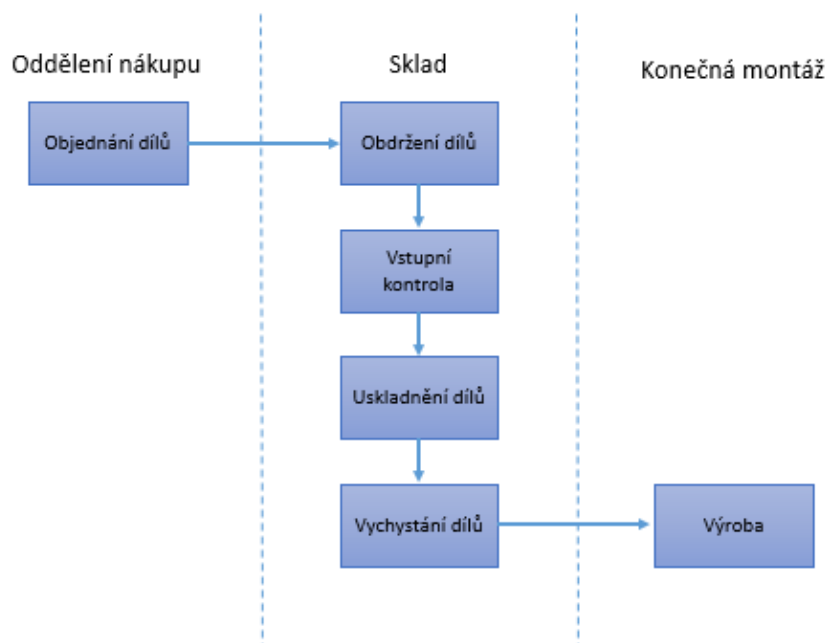 Oddělení nákupu
Sklad
Konečná montáž
Objednání dílů
Obdržení dílů
Vstupní
kontrola
Uskladnění dílů
Vychystání dílů
Výroba